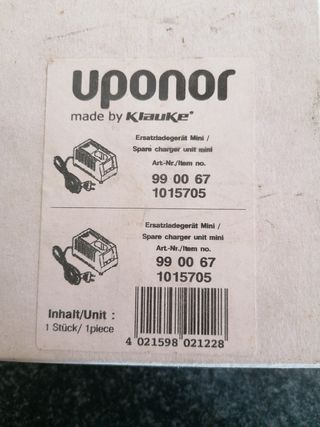 uponor
made by Klauke®
Ersatzladegerät Mini /
Spare charger unit mini
Art-Nr./Item no.
99 00 67
1015705
Ersatzladegerät Mini /
Spare charger unit mini
Art-Nr./Item no.
99 00 67
1015705
Inhalt/Unit :
1 Stück/ 1piece
4 021598 021228